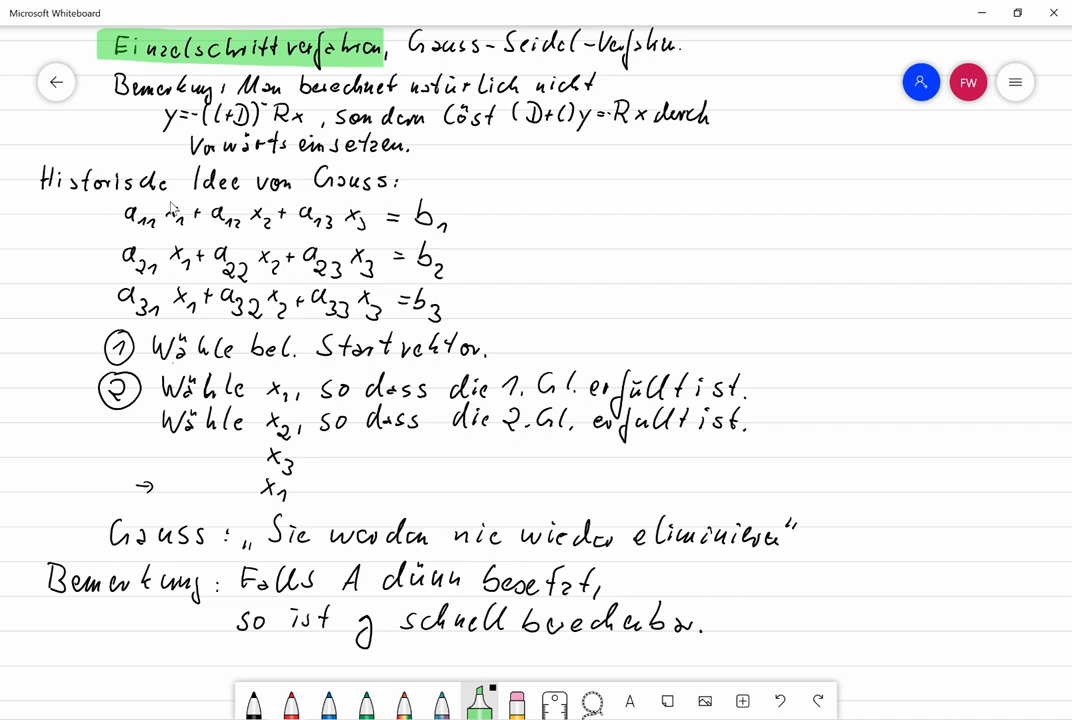 Microsoft Whiteboard
Einzelschrittverfahren, Gauss-Seidel-Verfahren.
FW
Bemerkung: Man berechnet natürlich nicht
y=-(L+D)⁻ Rx, sondern löst (D+L)y=-Rx durch
Vorwärtseinsetzen.
Historische Idee von Gauss:
a₁₁ x₁ + a₁₂ x₂ + a₁₃ x₃ = b₁
a₂₁ x₁ + a₂₂ x₂ + a₂₃ x₃ = b₂
a₃₁ x₁ + a₃₂ x₂ + a₃₃ x₃ = b₃
① Wähle bel. Startvektor.
② Wähle x₁, so dass die 1. Gl. erfüllt ist.
Wähle x₂, so dass die 2. Gl. erfüllt ist.
x₃
→ x₁
Gauss: „Sie werden nie wieder eliminieren"
Bemerkung: Falls A dünn besetzt,
so ist g schnell berechenbar.
A